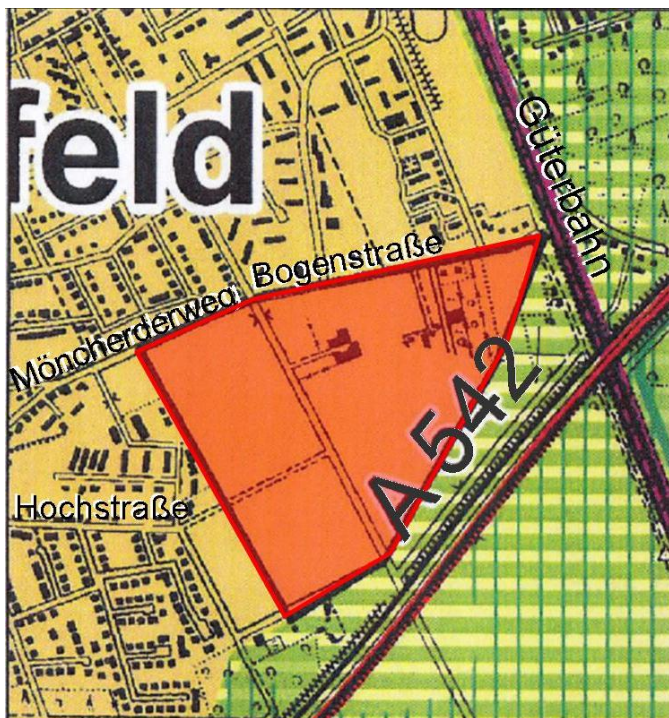 feld
Güterbahn
Bogenstraße
Möncherderweg
A 542
Hochstraße